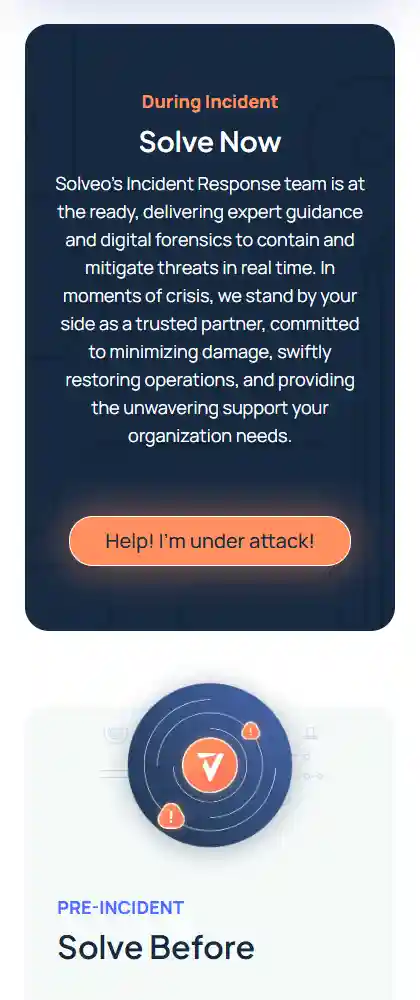 During Incident
Solve Now
Solveo's Incident Response team is at
the ready, delivering expert guidance
and digital forensics to contain and
mitigate threats in real time. In
moments of crisis, we stand by your
side as a trusted partner, committed
to minimizing damage, swiftly
restoring operations, and providing
the unwavering support your
organization needs.
Help! I'm under attack!
!
!
PRE-INCIDENT
Solve Before